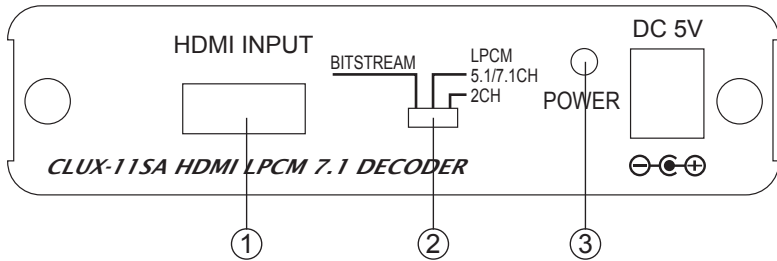 HDMI INPUT
BITSTREAM
LPCM
5.1/7.1CH
2CH
POWER
DC 5V
CLUX-11SA HDMI LPCM 7.1 DECODER
1
2
3